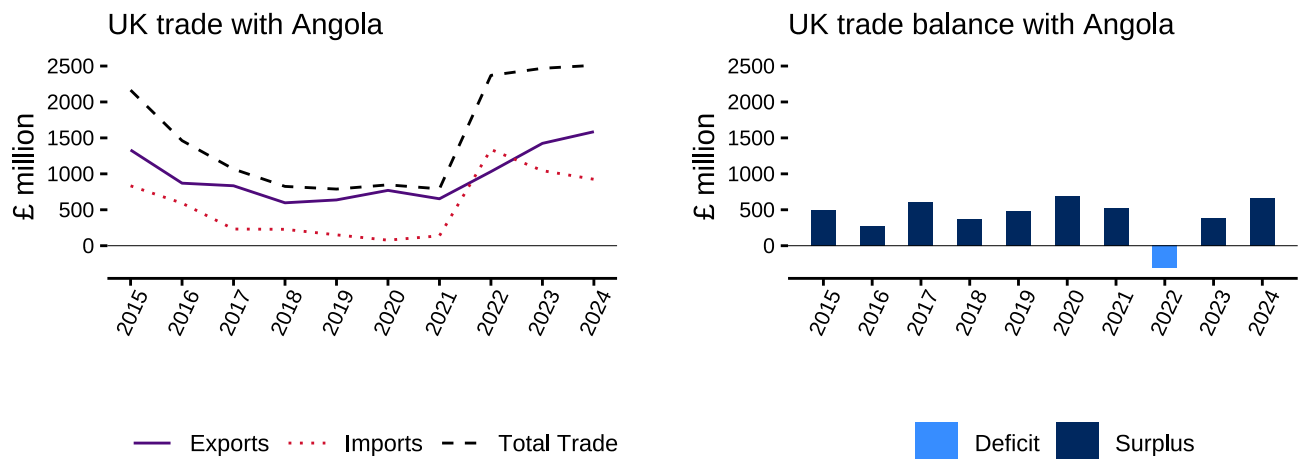 UK trade with Angola
£ million
2500
2000
1500
1000
500
0
2015 2016 2017 2018 2019 2020 2021 2022 2023 2024
Exports Imports Total Trade
UK trade balance with Angola
£ million
2500
2000
1500
1000
500
0
2015 2016 2017 2018 2019 2020 2021 2022 2023 2024
Deficit Surplus